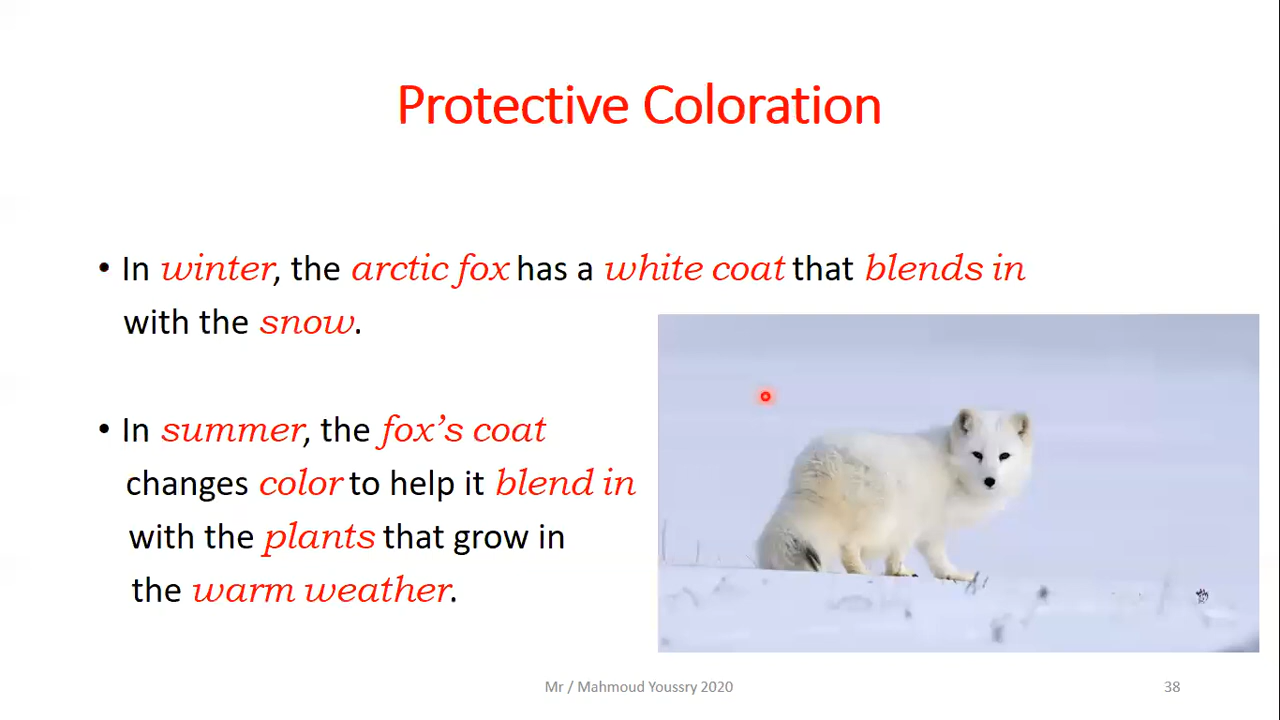 Protective Coloration
• In winter, the arctic fox has a white coat that blends in
with the snow.
• In summer, the fox’s coat
changes color to help it blend in
with the plants that grow in
the warm weather.
Mr / Mahmoud Youssry 2020
38